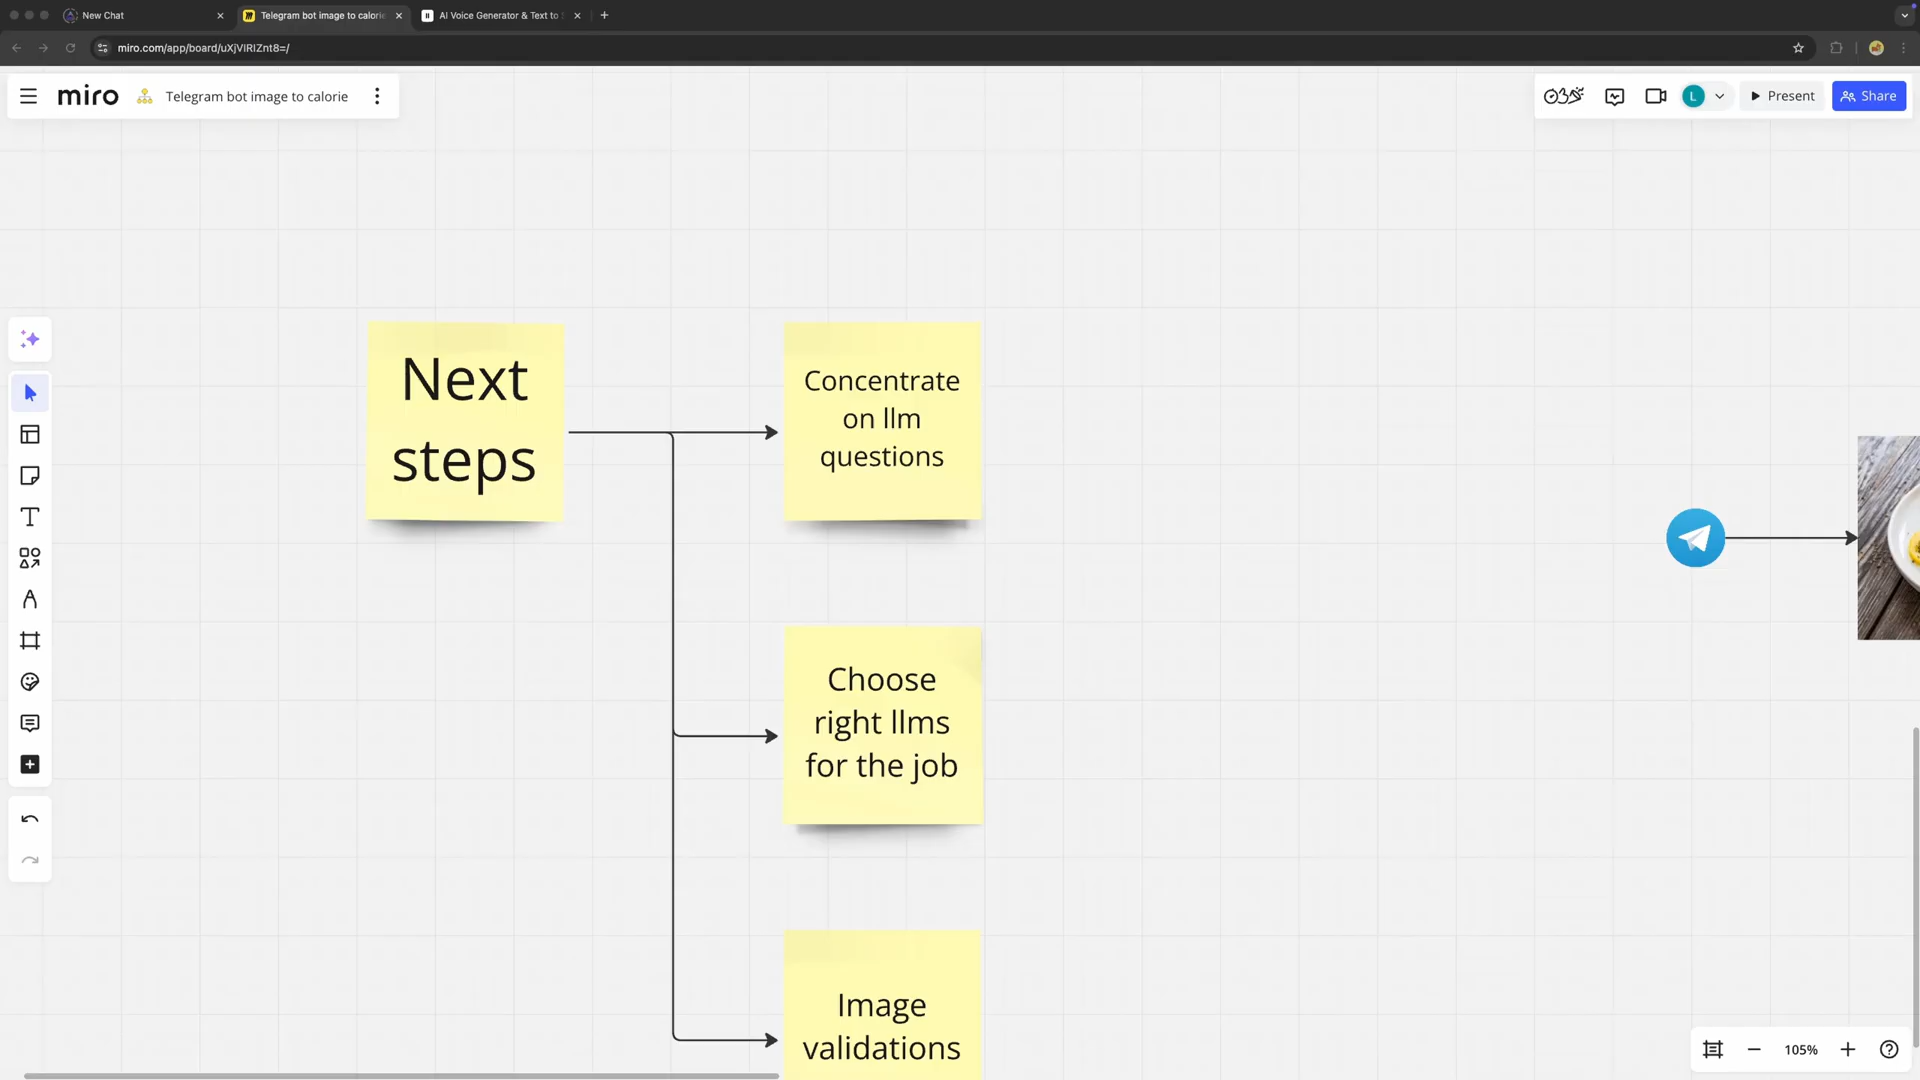 New Chat
Telegram bot image to calorie
AI Voice Generator & Text to
miro.com/app/board/uXjVIRIZnt8=/
miro
Telegram bot image to calorie
L
Present
Share
Next
steps
Concentrate
on llm
questions
Choose
right llms
for the job
Image
validations
105%